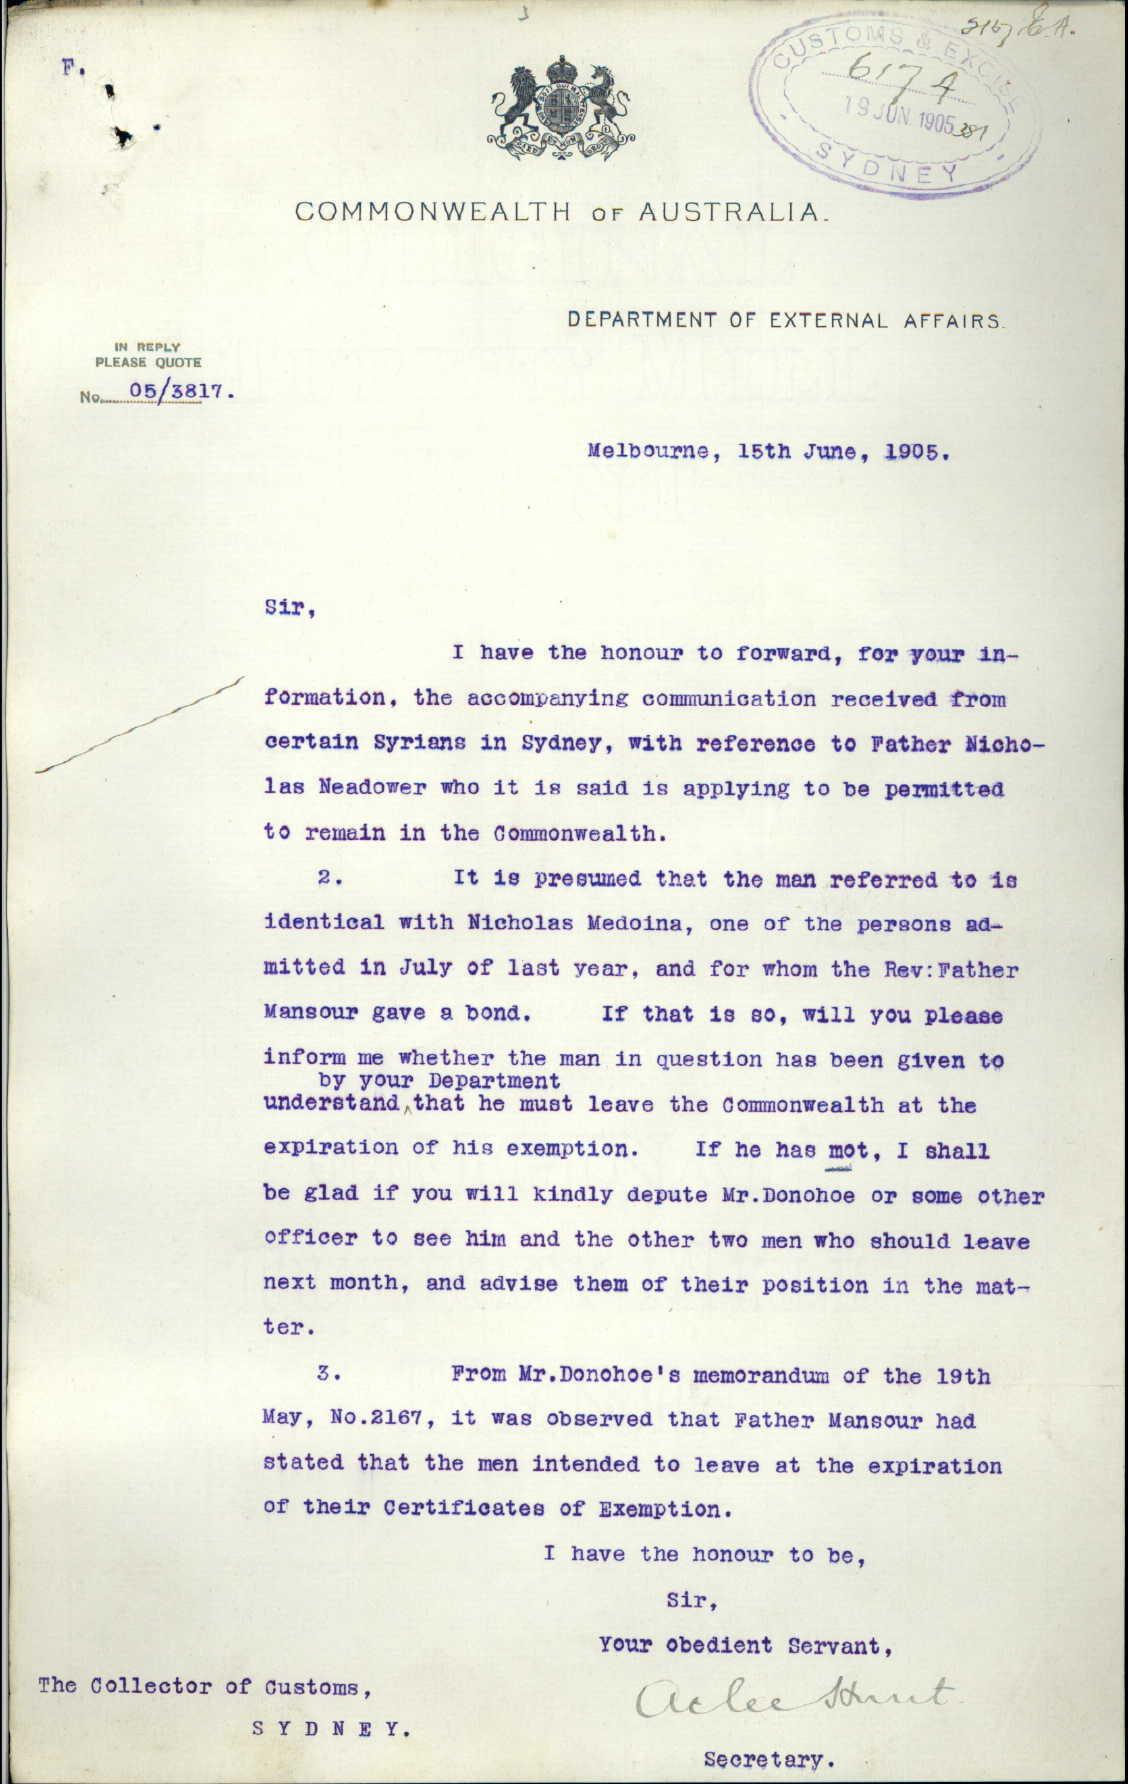 F.
CUSTOMS & EXCISE
617 A
19 JUN. 1905
SYDNEY
COMMONWEALTH OF AUSTRALIA.
DEPARTMENT OF EXTERNAL AFFAIRS.
IN REPLY
PLEASE QUOTE
No. 05/3817.
Melbourne, 15th June, 1905.
Sir,
I have the honour to forward, for your in-
formation, the accompanying communication received from
certain Syrians in Sydney, with reference to Father Nicho-
las Neadower who it is said is applying to be permitted
to remain in the Commonwealth.
2. It is presumed that the man referred to is
identical with Nicholas Medoina, one of the persons ad-
mitted in July of last year, and for whom the Rev:Father
Mansour gave a bond. If that is so, will you please
inform me whether the man in question has been given to
by your Department
understand that he must leave the Commonwealth at the
expiration of his exemption. If he has mot, I shall
be glad if you will kindly depute Mr.Donohoe or some other
officer to see him and the other two men who should leave
next month, and advise them of their position in the mat-
ter.
3. From Mr.Donohoe's memorandum of the 19th
May, No.2167, it was observed that Father Mansour had
stated that the men intended to leave at the expiration
of their Certificates of Exemption.
I have the honour to be,
Sir,
Your obedient Servant,
Atlee Hunt
The Collector of Customs,
SYDNEY.
Secretary.